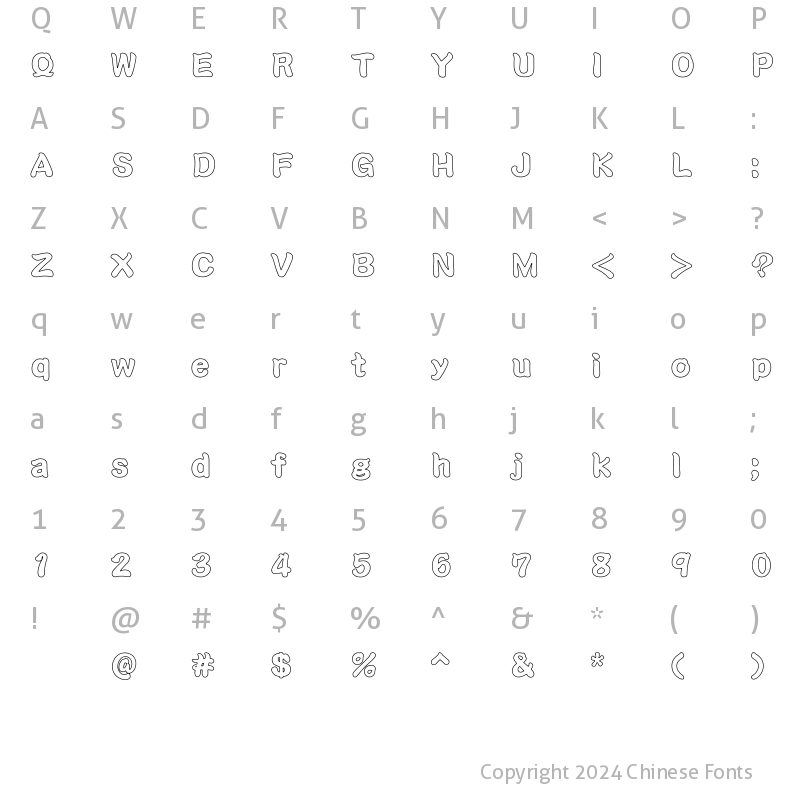 Q W E R T Y U I O P
Q W E R T Y U I O P
A S D F G H J K L :
A S D F G H J K L :
Z X C V B N M < > ?
Z X C V B N M < > ?
q w e r t y u i o p
q w e r t y u i o p
a s d f g h j k l ;
a s d f g h j k l ;
1 2 3 4 5 6 7 8 9 0
1 2 3 4 5 6 7 8 9 0
! @ # $ % ^ & * ( )
@ # $ % ^ & * ( )
Copyright 2024 Chinese Fonts